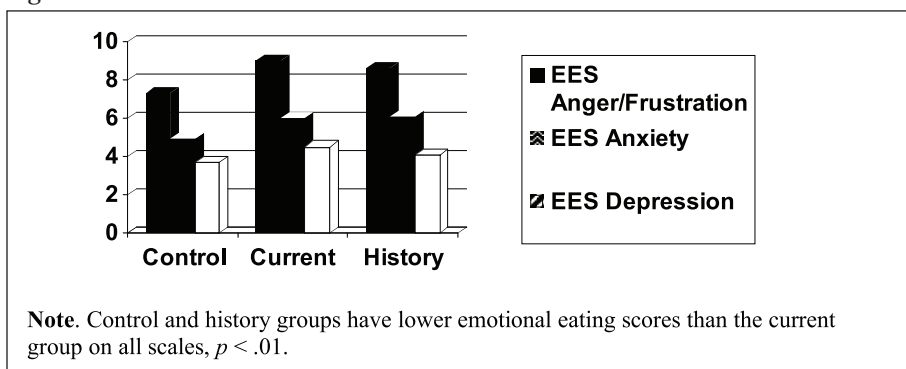 10
8
6
4
2
0
Control Current History
EES
Anger/Frustration
EES Anxiety
EES Depression
Note. Control and history groups have lower emotional eating scores than the current
group on all scales, p < .01.